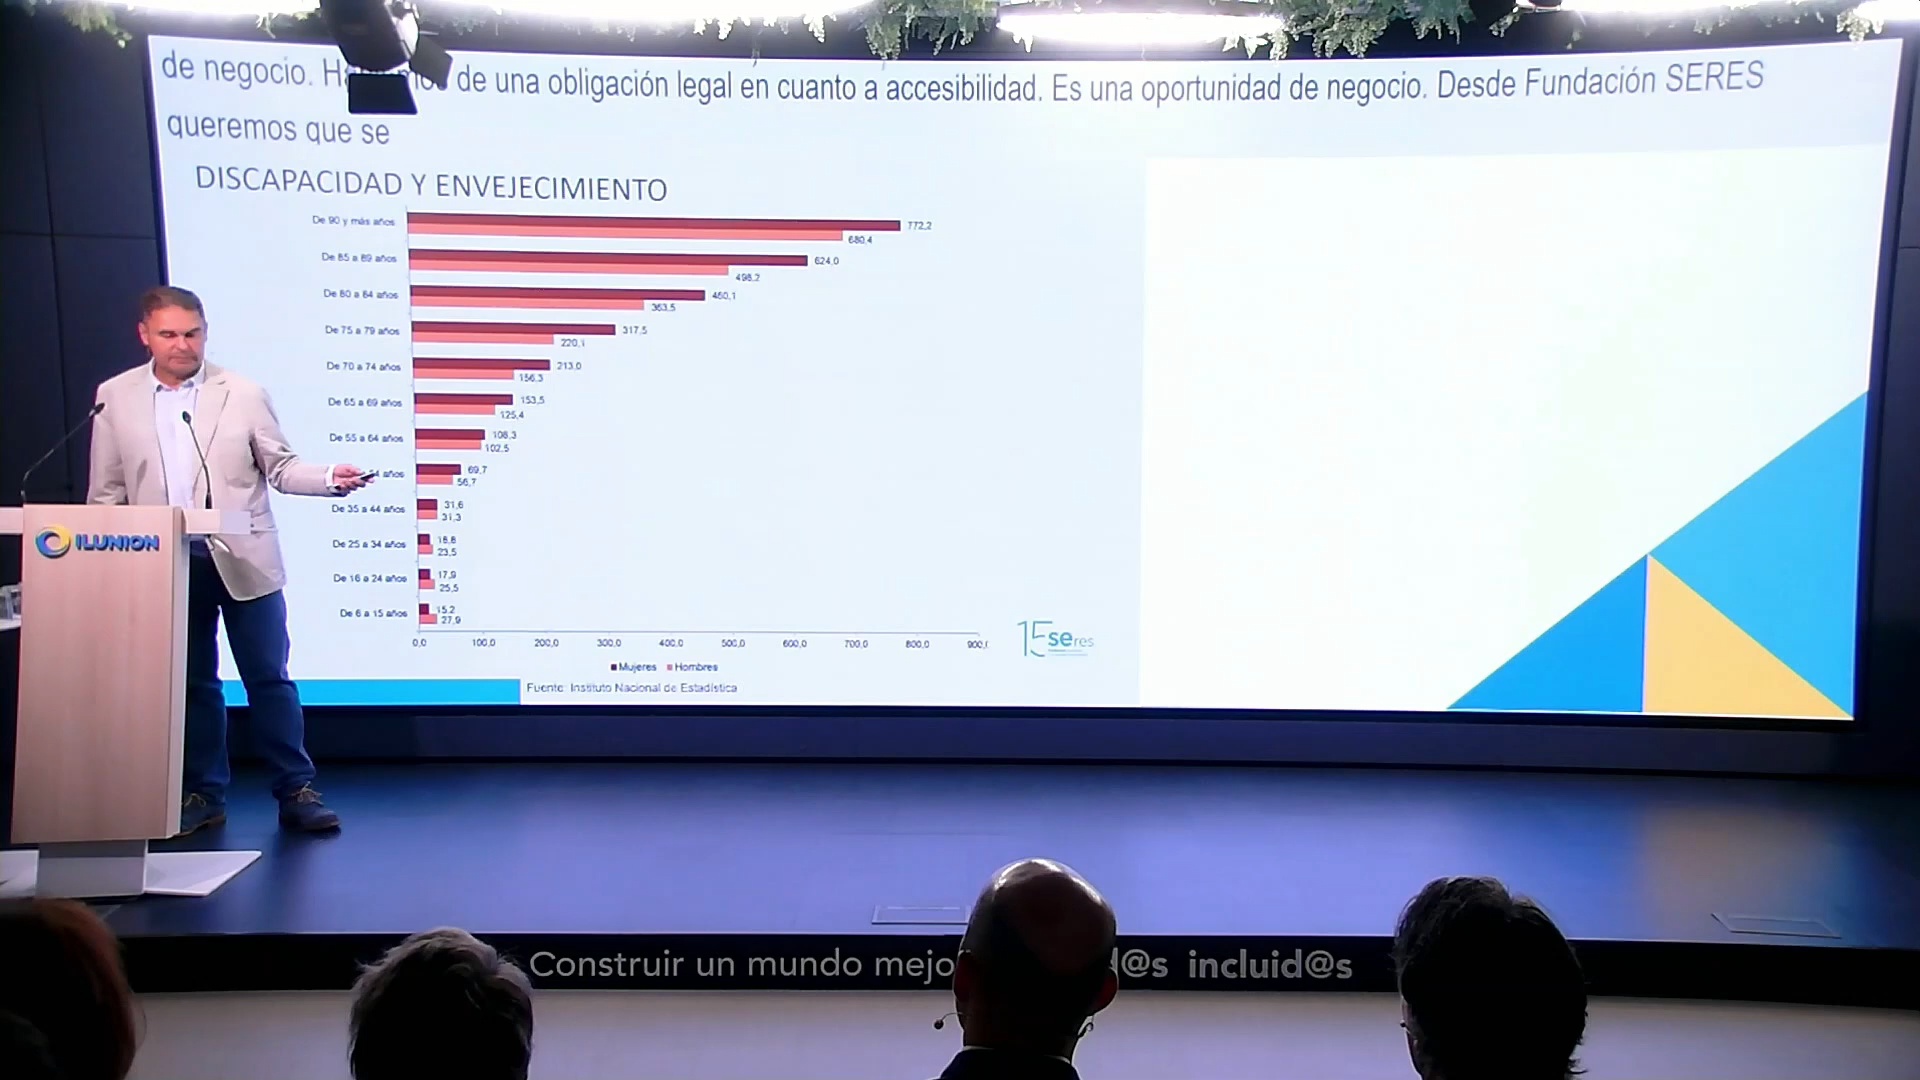 de negocio. de una obligación legal en cuanto a accesibilidad. Es una oportunidad de negocio. Desde Fundación SERES
queremos que se
DISCAPACIDAD Y ENVEJECIMIENTO
De 90 y más años 772,2
680,4
De 85 a 89 años 624,0
498,2
De 80 a 84 años 460,1
363,5
De 75 a 79 años 317,5
220,1
De 70 a 74 años 213,0
156,3
De 65 a 69 años 153,5
125,4
De 55 a 64 años 108,3
102,5
54 años 69,7
56,7
De 35 a 44 años 31,6
31,3
De 25 a 34 años 18,8
23,5
De 16 a 24 años 17,9
25,5
De 6 a 15 años 15,2
27,9
0,0 100,0 200,0 300,0 400,0 500,0 600,0 700,0 800,0 900,
Mujeres Hombres
Fuente: Instituto Nacional de Estadística
15 seres
ILUNION
Construir un mundo mejo d@s incluid@s